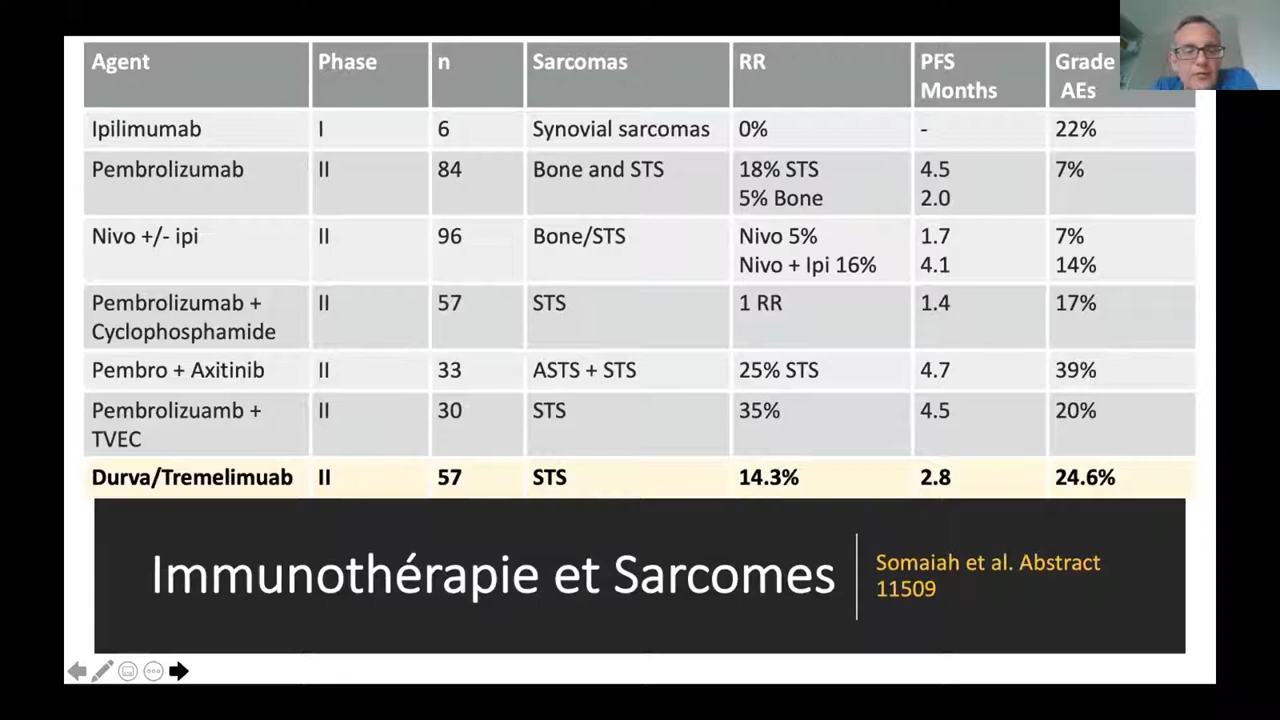 Agent Phase n Sarcomas RR PFS Months Grade AEs
Ipilimumab I 6 Synovial sarcomas 0% - 22%
Pembrolizumab II 84 Bone and STS 18% STS 4.5 7%
5% Bone 2.0
Nivo +/- ipi II 96 Bone/STS Nivo 5% 1.7 7%
Nivo + Ipi 16% 4.1 14%
Pembrolizumab + II 57 STS 1 RR 1.4 17%
Cyclophosphamide
Pembro + Axitinib II 33 ASTS + STS 25% STS 4.7 39%
Pembrolizuamb + II 30 STS 35% 4.5 20%
TVEC
Durva/Tremelimuab II 57 STS 14.3% 2.8 24.6%
Immunothérapie et Sarcomes
Somaiah et al. Abstract
11509